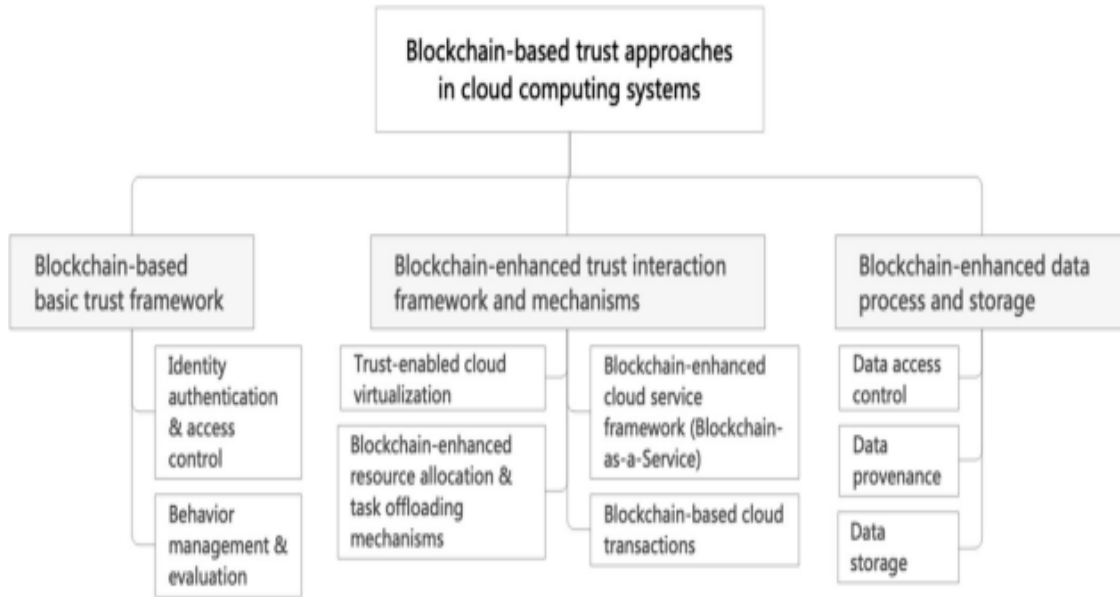 Blockchain-based trust approaches
in cloud computing systems
Blockchain-based
basic trust framework
Identity
authentication
& access
control
Behavior
management &
evaluation
Blockchain-enhanced trust interaction
framework and mechanisms
Trust-enabled cloud
virtualization
Blockchain-enhanced
resource allocation &
task offloading
mechanisms
Blockchain-enhanced
cloud service
framework (Blockchain-
as-a-Service)
Blockchain-based cloud
transactions
Blockchain-enhanced data
process and storage
Data access
control
Data
provenance
Data
storage